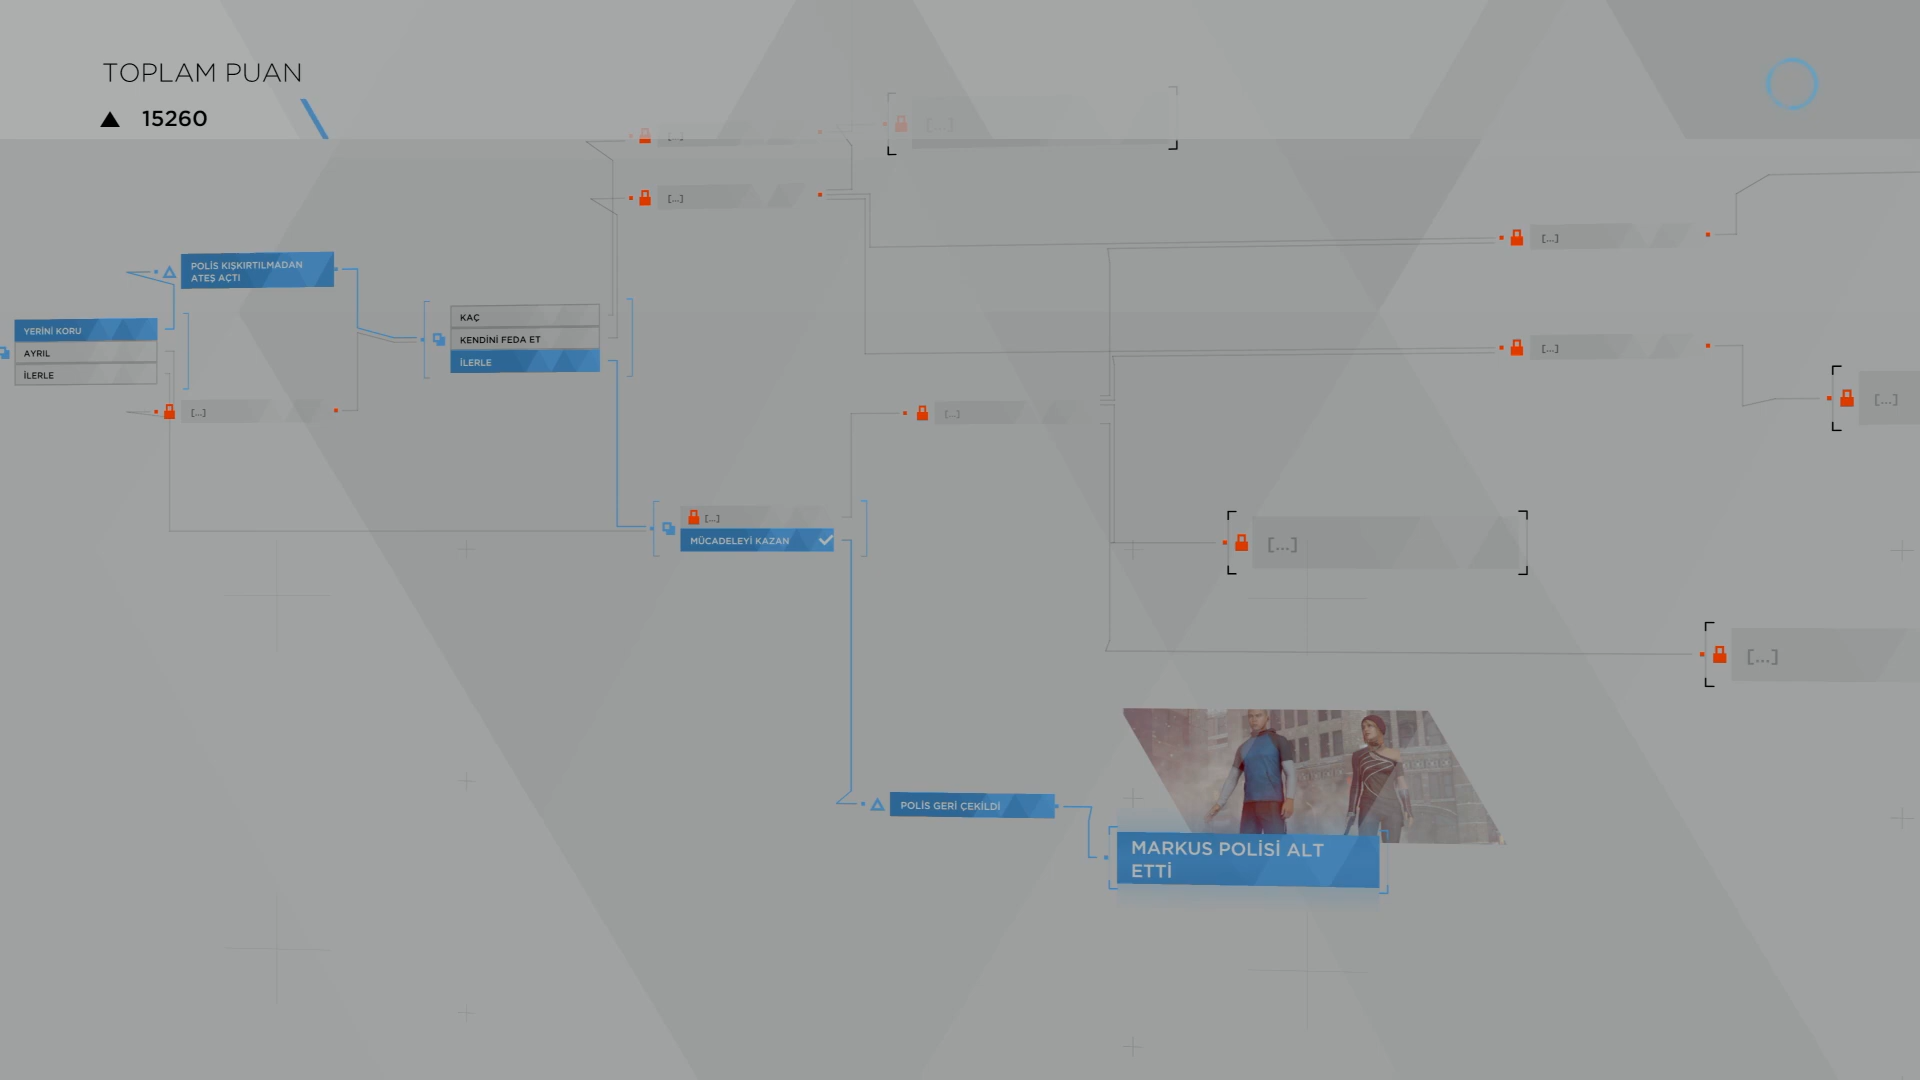 TOPLAM PUAN
▲ 15260
[...]
[...]
[...]
[...]
POLİS KIŞKIRTILMADAN
ATEŞ AÇTI
YERİNİ KORU
AYRIL
İLERLE
[...]
KAÇ
KENDİNİ FEDA ET
İLERLE
[...]
[...]
[...]
[...]
MÜCADELEYİ KAZAN
[...]
[...]
POLİS GERİ ÇEKİLDİ
MARKUS POLİSİ ALT
ETTİ